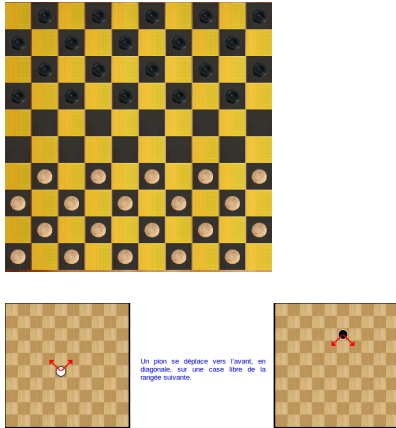 Un pion se déplace vers l'avant, en
diagonale, sur une case libre de la
rangée suivante.